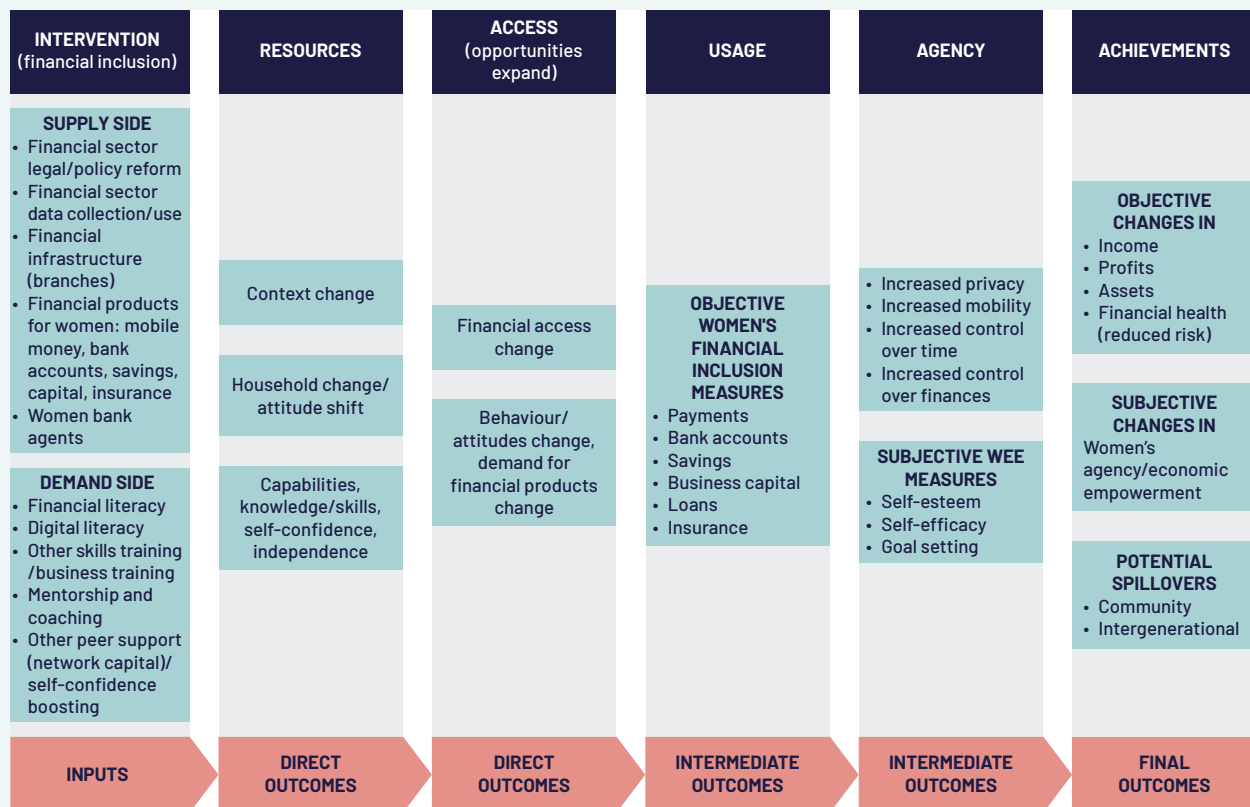 INTERVENTION
(financial inclusion)
RESOURCES
ACCESS
(opportunities
expand)
USAGE
AGENCY
ACHIEVEMENTS
SUPPLY SIDE
• Financial sector
legal/policy reform
• Financial sector
data collection/use
• Financial
infrastructure
(branches)
• Financial products
for women: mobile
money, bank
accounts, savings,
capital, insurance
• Women bank
agents
DEMAND SIDE
• Financial literacy
• Digital literacy
• Other skills training
/business training
• Mentorship and
coaching
• Other peer support
(network capital)/
self-confidence
boosting
Context change
Household change/
attitude shift
Capabilities,
knowledge/skills,
self-confidence,
independence
Financial access
change
Behaviour/
attitudes change,
demand for
financial products
change
OBJECTIVE
WOMEN'S
FINANCIAL
INCLUSION
MEASURES
• Payments
• Bank accounts
• Savings
• Business capital
• Loans
• Insurance
• Increased privacy
• Increased mobility
• Increased control
over time
• Increased control
over finances
SUBJECTIVE WEE
MEASURES
• Self-esteem
• Self-efficacy
• Goal setting
OBJECTIVE
CHANGES IN
• Income
• Profits
• Assets
• Financial health
(reduced risk)
SUBJECTIVE
CHANGES IN
Women’s
agency/economic
empowerment
POTENTIAL
SPILLOVERS
• Community
• Intergenerational
INPUTS
DIRECT
OUTCOMES
DIRECT
OUTCOMES
INTERMEDIATE
OUTCOMES
INTERMEDIATE
OUTCOMES
FINAL
OUTCOMES